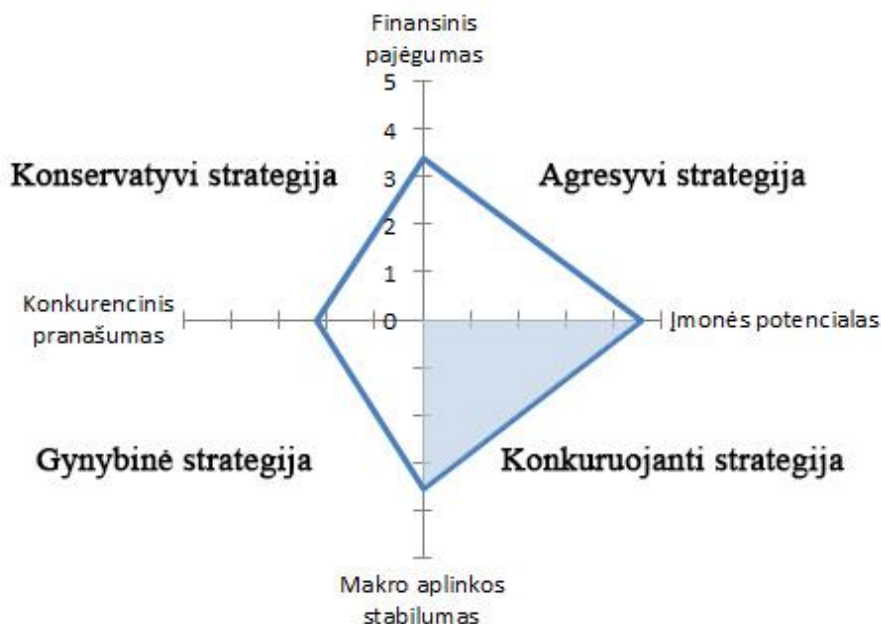 Finansinis
pajėgumas
5
4
Konservatyvi strategija
Agresyvi strategija
3
2
1
Konkurencinis
pranašumas
0
Įmonės potencialas
Gynybinė strategija
Konkuruojanti strategija
Makro aplinkos
stabilumas